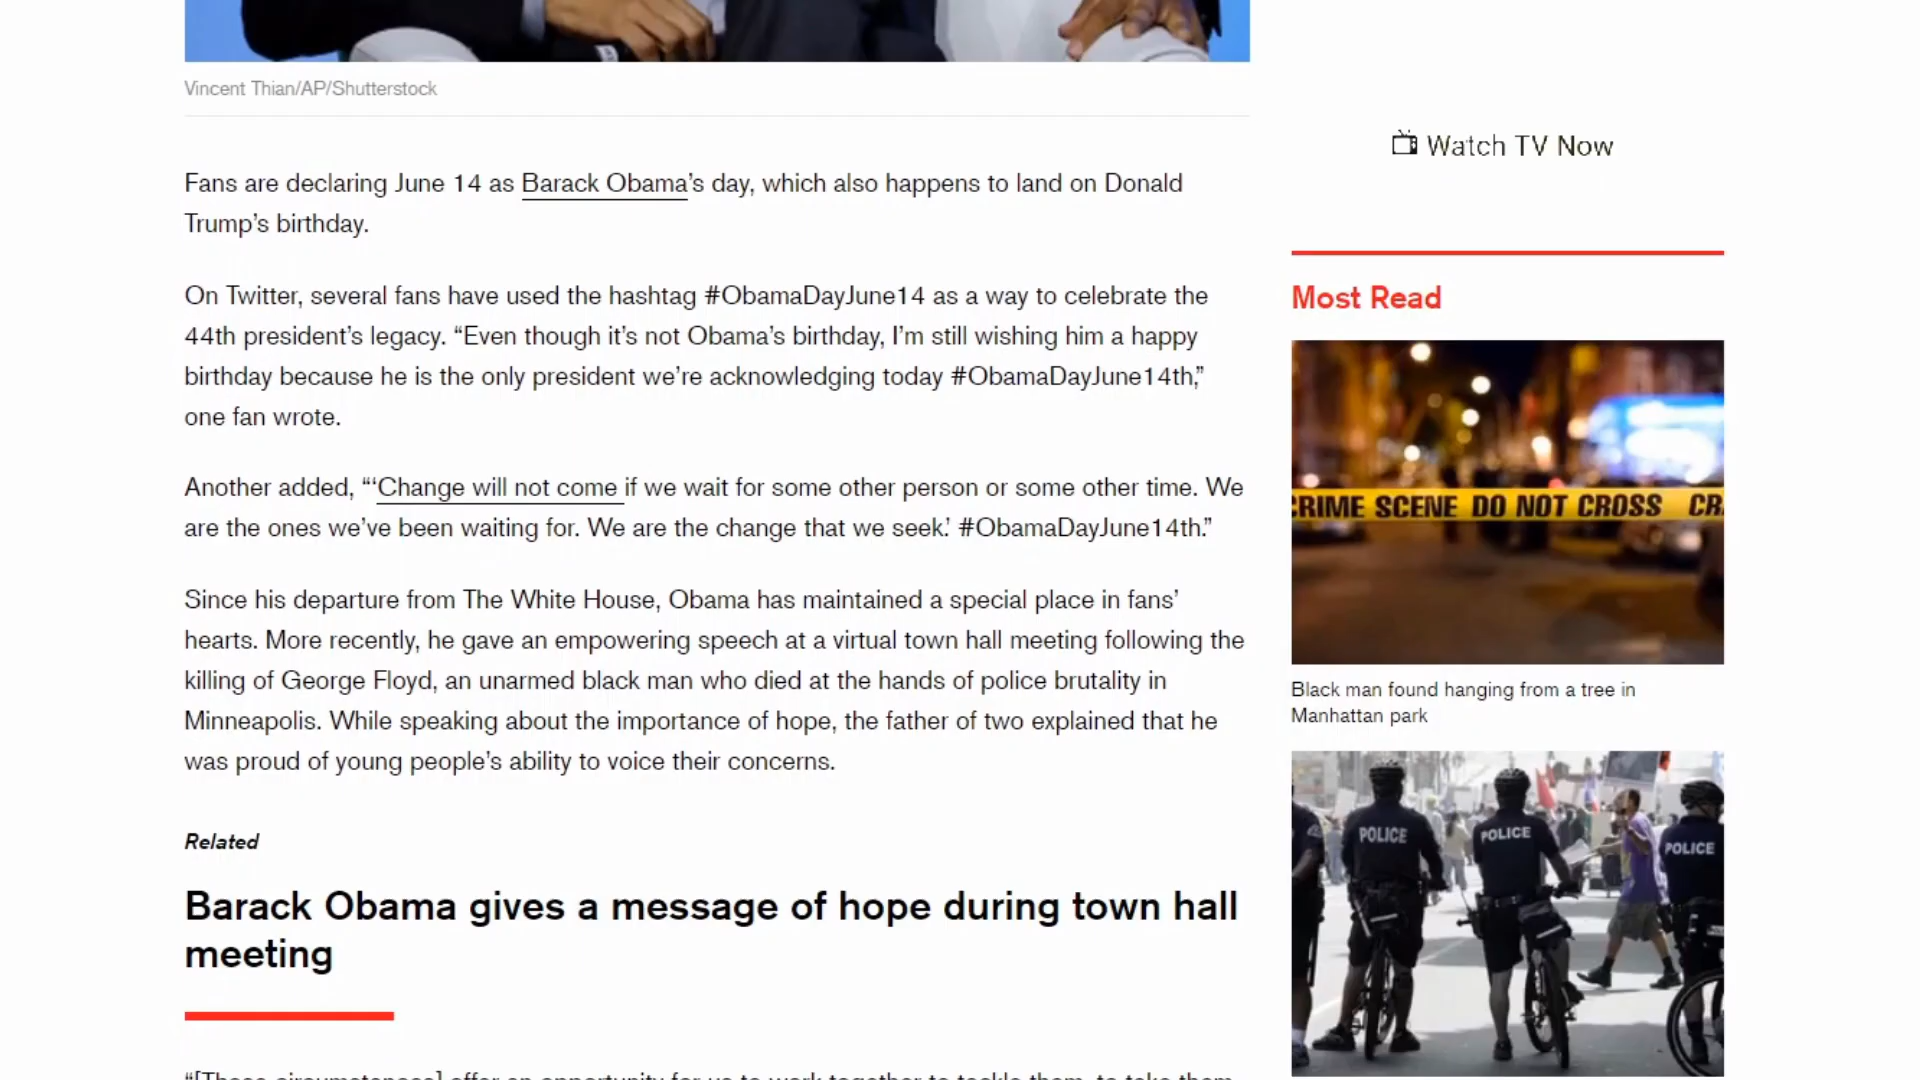 Vincent Thian/AP/Shutterstock
Fans are declaring June 14 as Barack Obama’s day, which also happens to land on Donald
Trump’s birthday.
On Twitter, several fans have used the hashtag #ObamaDayJune14 as a way to celebrate the
44th president’s legacy. “Even though it’s not Obama’s birthday, I’m still wishing him a happy
birthday because he is the only president we’re acknowledging today #ObamaDayJune14th,”
one fan wrote.
Another added, “‘Change will not come if we wait for some other person or some other time. We
are the ones we’ve been waiting for. We are the change that we seek.’ #ObamaDayJune14th.”
Since his departure from The White House, Obama has maintained a special place in fans’
hearts. More recently, he gave an empowering speech at a virtual town hall meeting following the
killing of George Floyd, an unarmed black man who died at the hands of police brutality in
Minneapolis. While speaking about the importance of hope, the father of two explained that he
was proud of young people’s ability to voice their concerns.
Related
Barack Obama gives a message of hope during town hall
meeting
“[These circumstances] offer an opportunity for us to work together to tackle them, to take them
Watch TV Now
Most Read
CRIME SCENE DO NOT CROSS CR
Black man found hanging from a tree in
Manhattan park
POLICE
POLICE
POLICE